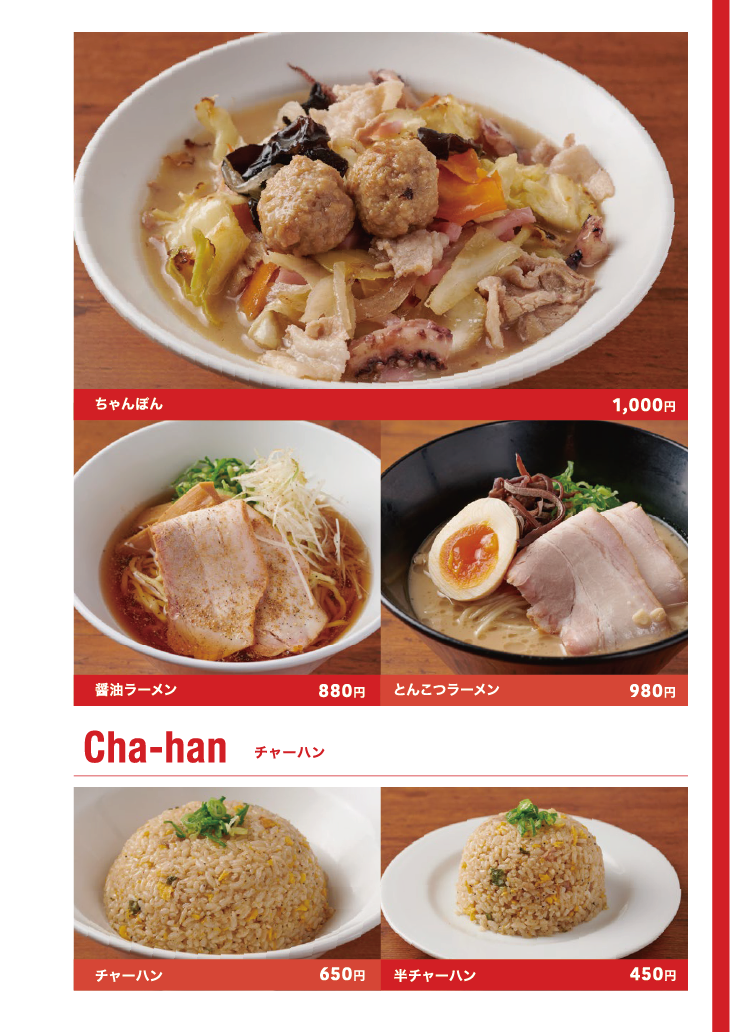 ちゃんぽん 1,000円
醤油ラーメン 880円
とんこつラーメン 980円
Cha-han チャーハン
チャーハン 650円
半チャーハン 450円